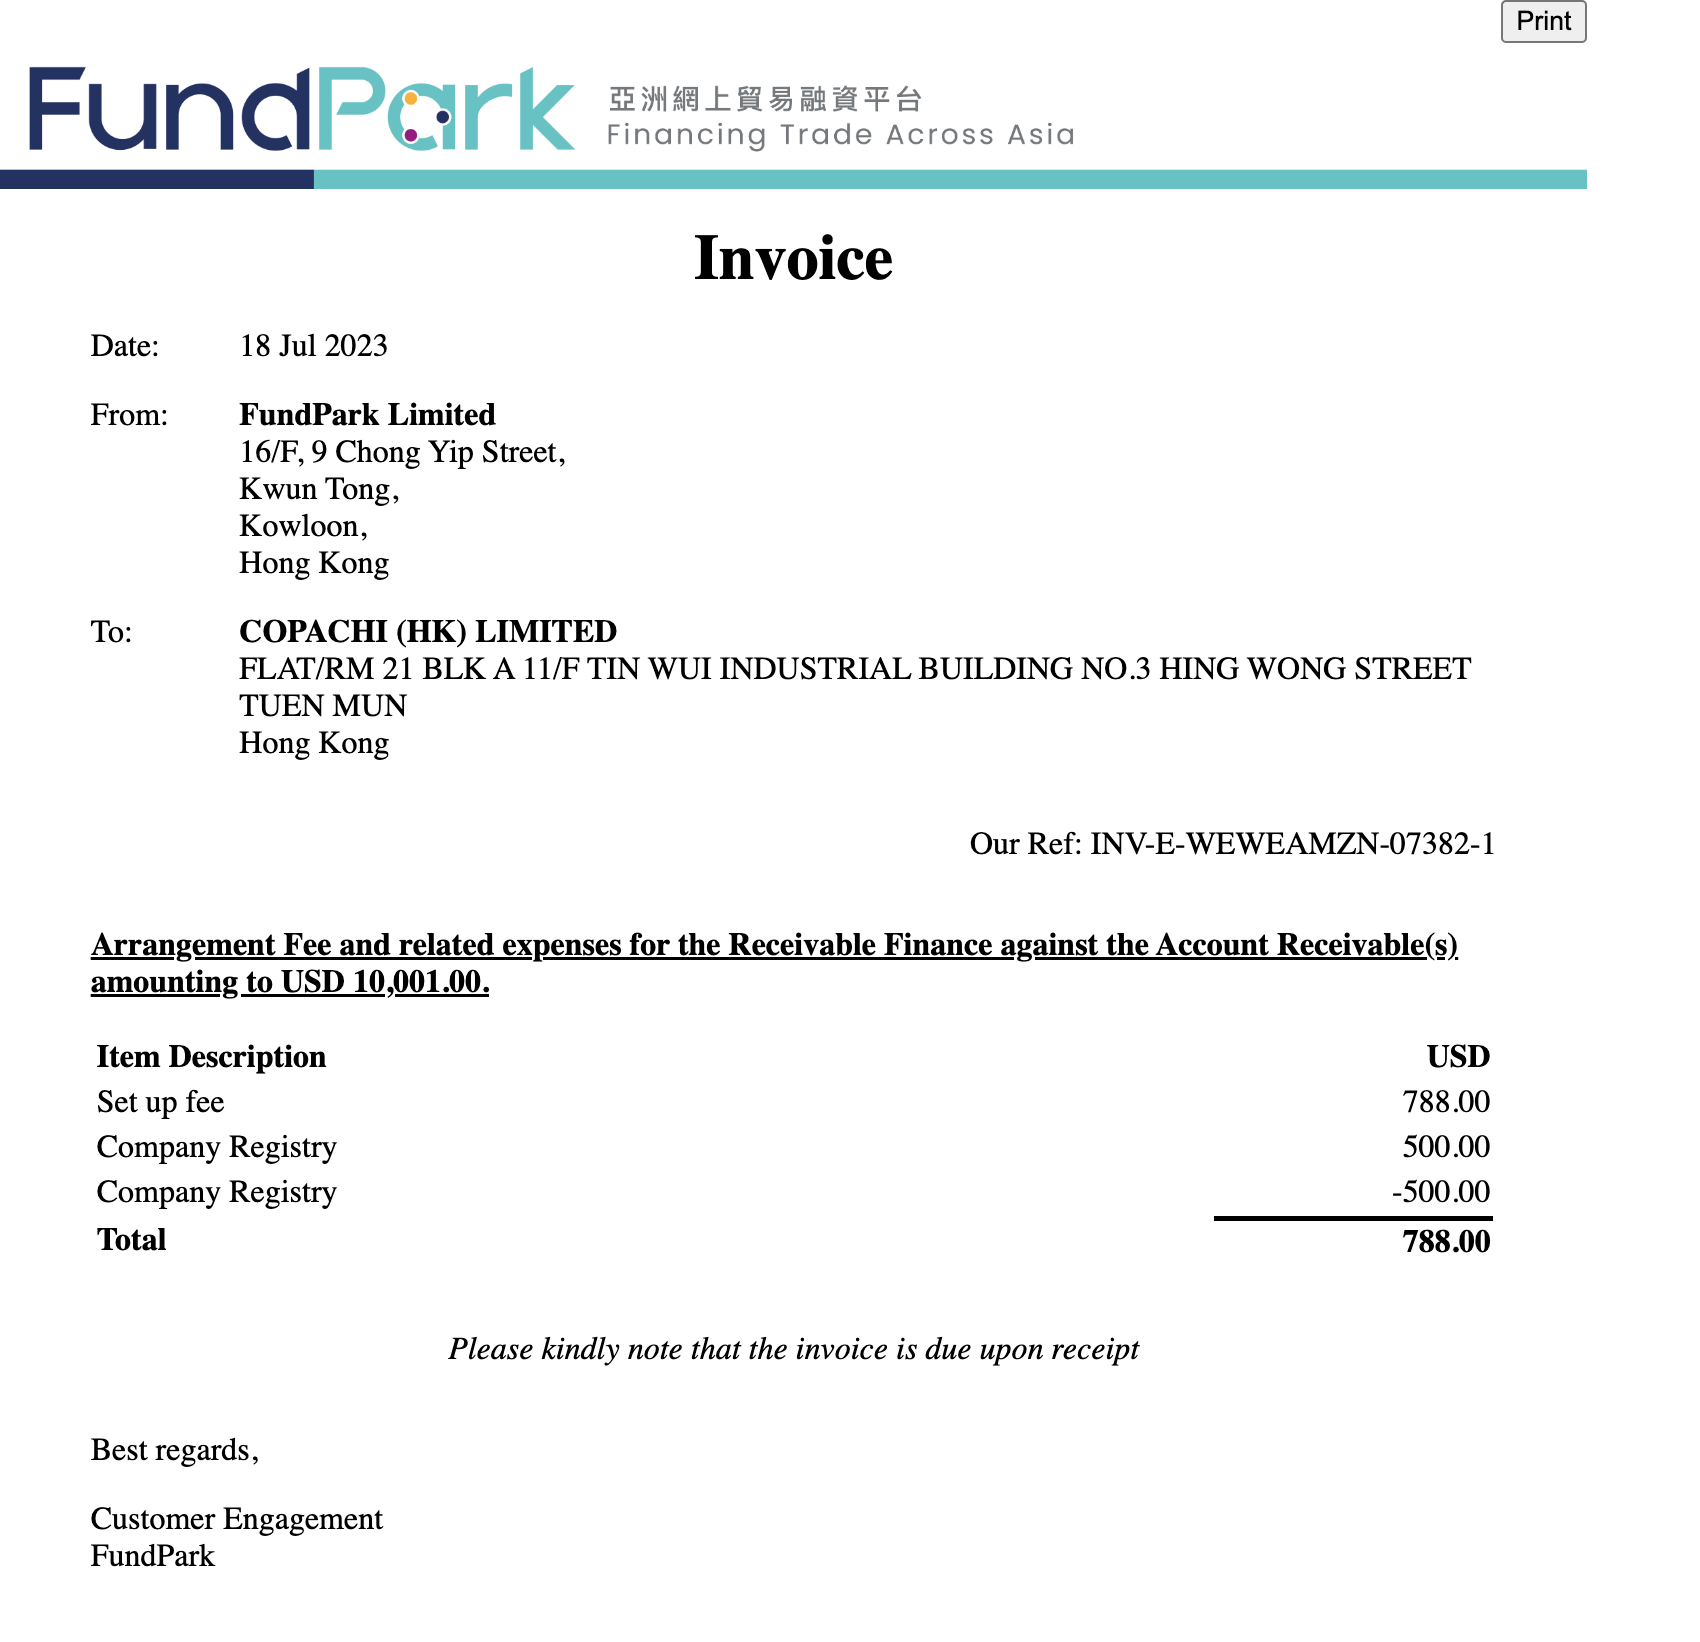 Print
FundPark
亞洲網上貿易融資平台
Financing Trade Across Asia
Invoice
Date: 18 Jul 2023
From: FundPark Limited
16/F, 9 Chong Yip Street,
Kwun Tong,
Kowloon,
Hong Kong
To: COPACHI (HK) LIMITED
FLAT/RM 21 BLK A 11/F TIN WUI INDUSTRIAL BUILDING NO.3 HING WONG STREET
TUEN MUN
Hong Kong
Our Ref: INV-E-WEWEAMZN-07382-1
Arrangement Fee and related expenses for the Receivable Finance against the Account Receivable(s)
amounting to USD 10,001.00.
Item Description USD
Set up fee 788.00
Company Registry 500.00
Company Registry -500.00
Total 788.00
Please kindly note that the invoice is due upon receipt
Best regards,
Customer Engagement
FundPark